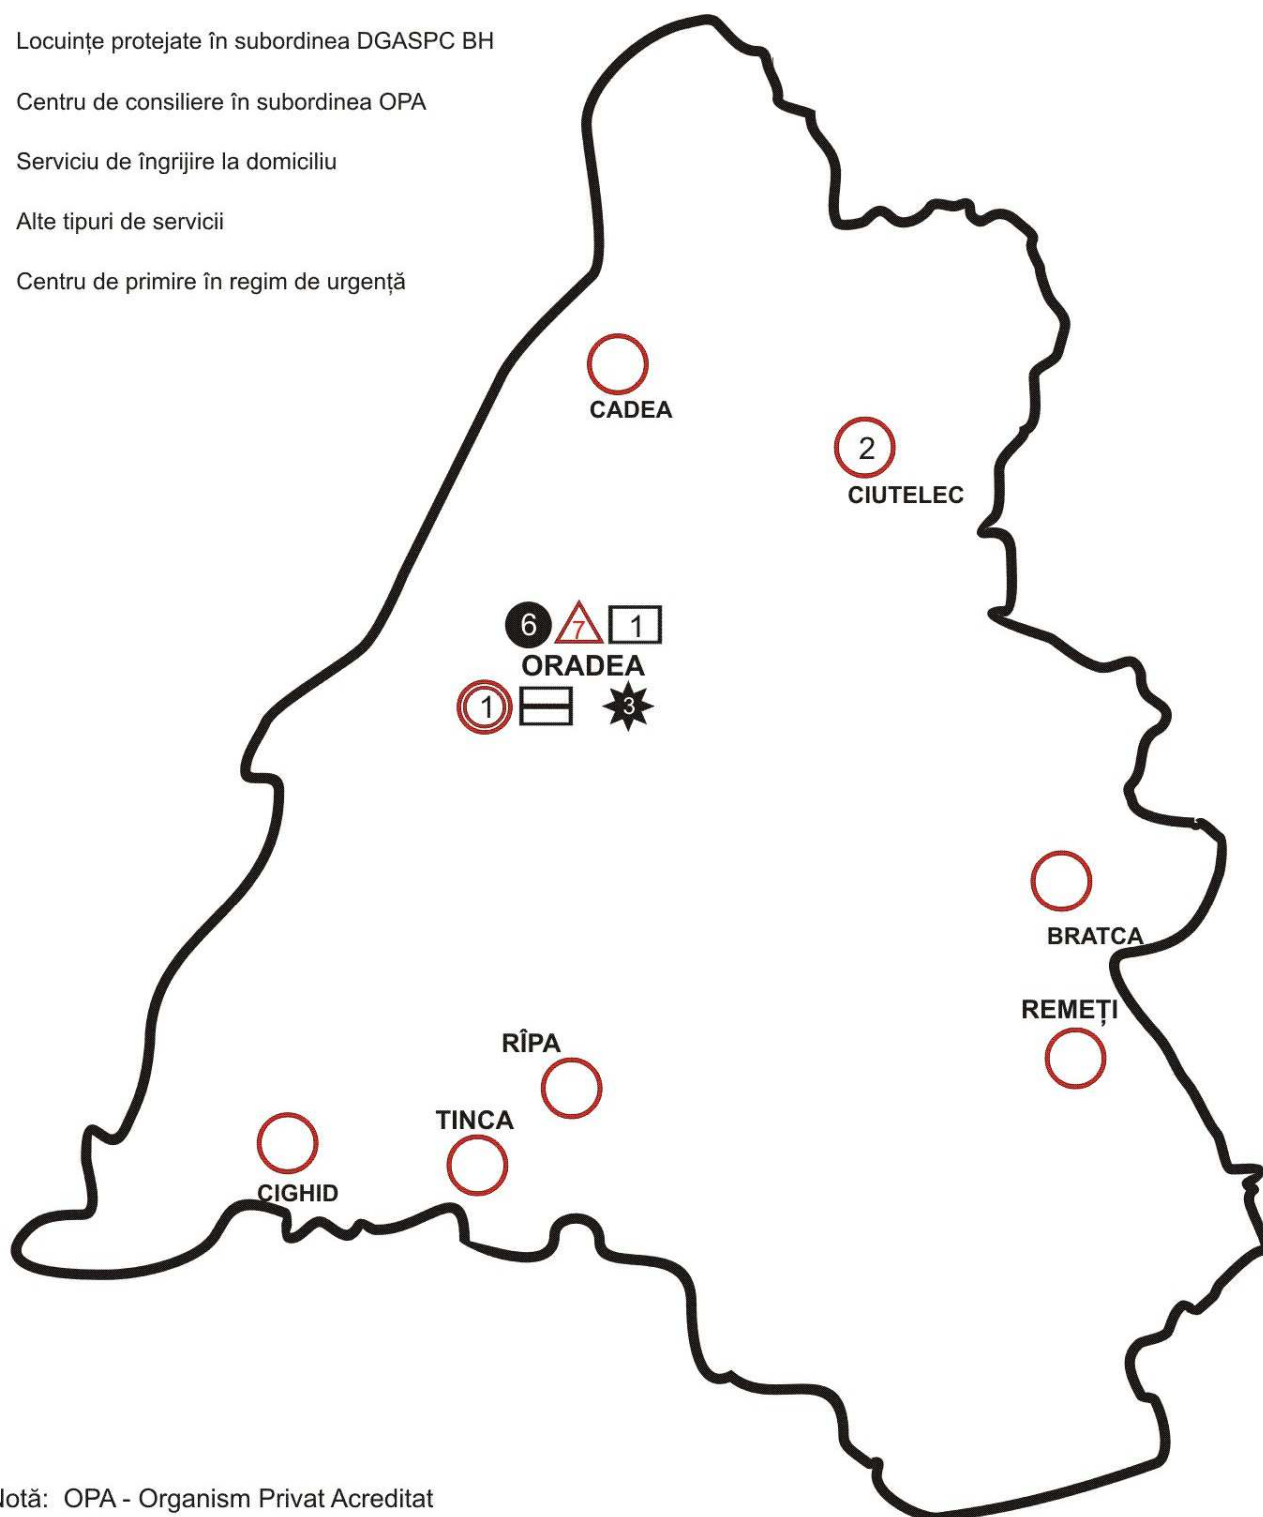 Locuințe protejate în subordinea DGASPC BH
Centru de consiliere în subordinea OPA
Serviciu de îngrijire la domiciliu
Alte tipuri de servicii
Centru de primire în regim de urgență
CADEA
2
CIUTELEC
6 7 1
ORADEA
1 3
BRATCA
REMEȚI
RÎPA
TINCA
CIGHID
Notă: OPA - Organism Privat Acreditat